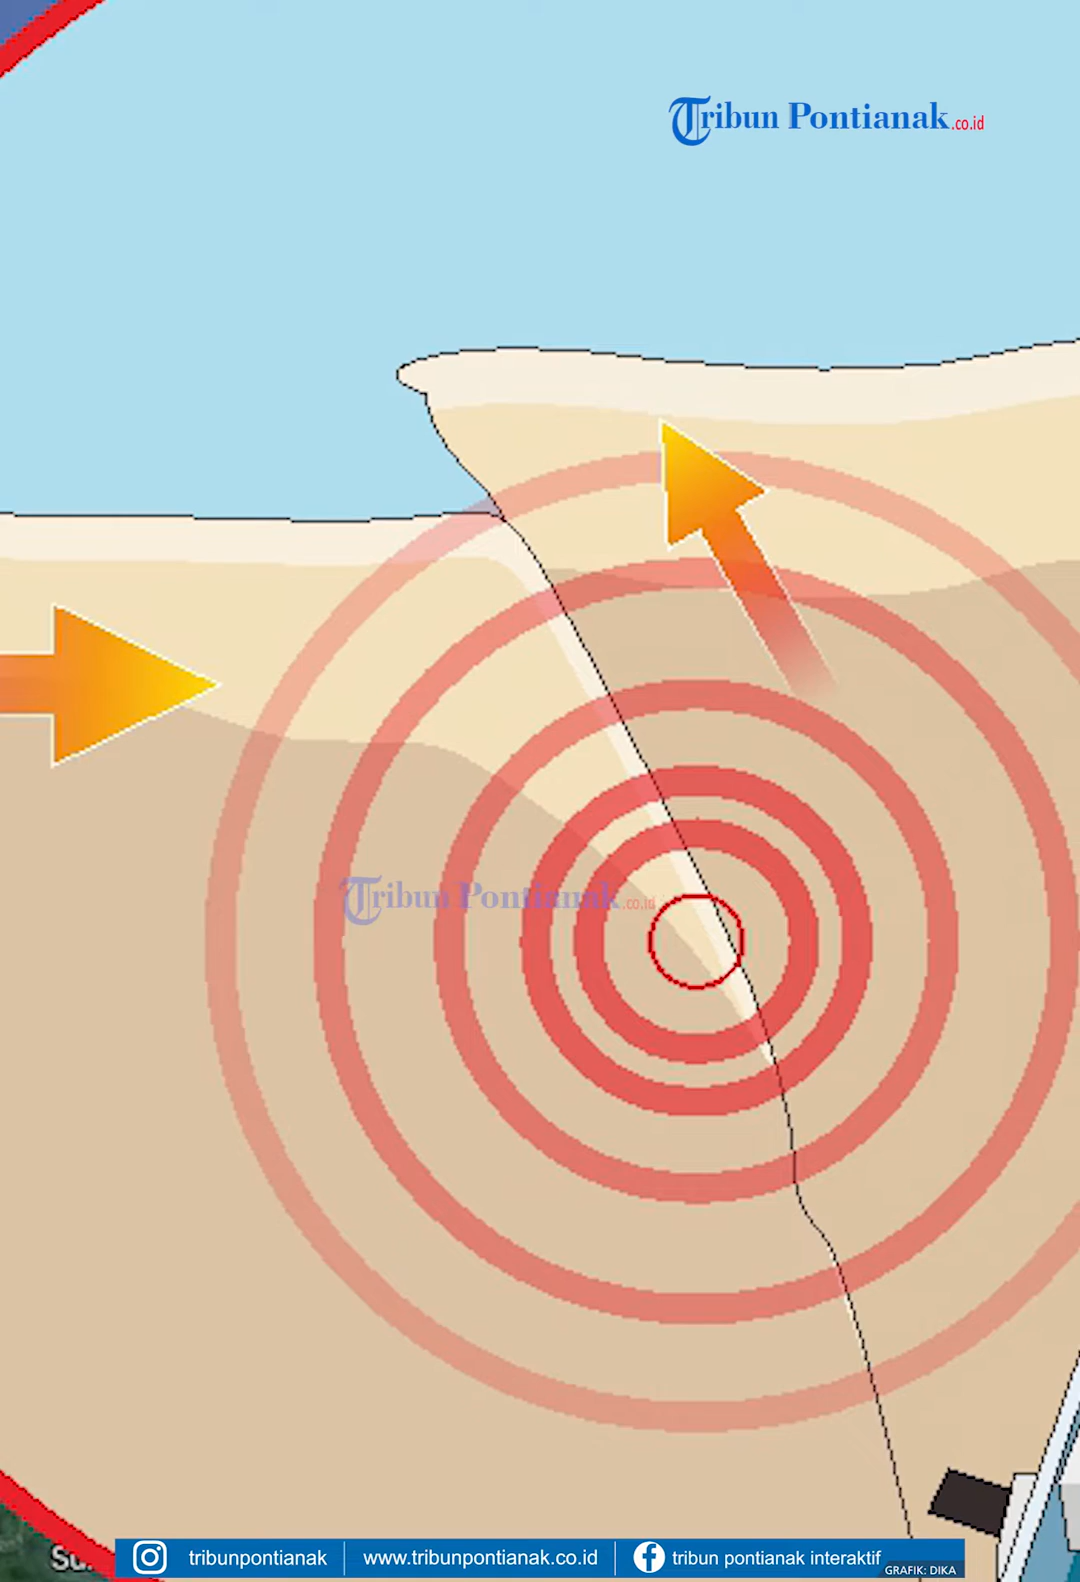 Tribun Pontianak.co.id
Tribun Pontianak.co.id
tribunpontianak
www.tribunpontianak.co.id
tribun pontianak interaktif
GRAFIK: DIKA